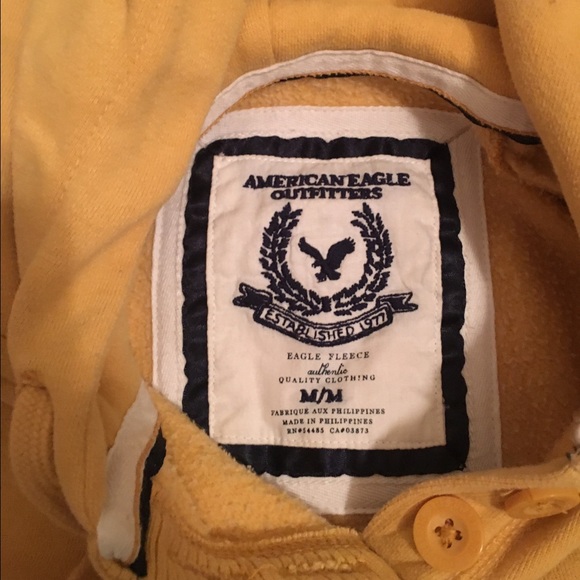 AMERICAN EAGLE
OUTFITTERS
ESTABLISHED 1977
EAGLE FLEECE
authentic
QUALITY CLOTHING
M/M
FABRIQUE AUX PHILIPPINES
MADE IN PHILIPPINES
RN#54485 CA#03873